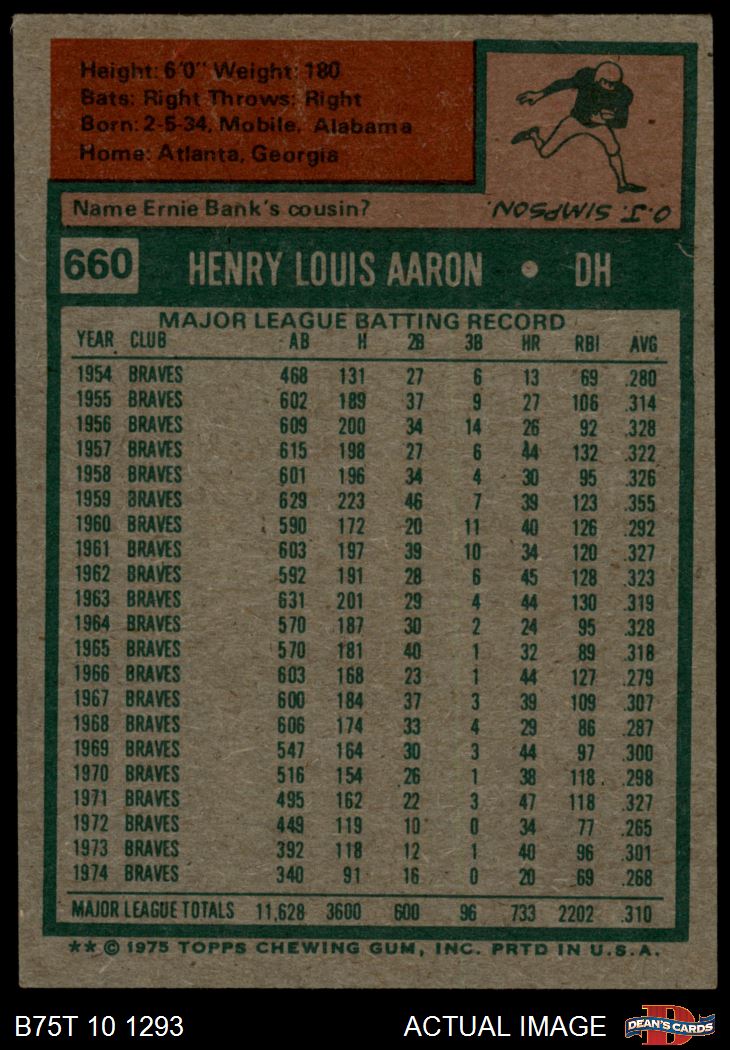 Height: 6'0" Weight: 180
Bats: Right Throws: Right
Born: 2-5-34, Mobile, Alabama
Home: Atlanta, Georgia
Name Ernie Bank's cousin?
O.J. SIMPSON.
660 HENRY LOUIS AARON • DH
MAJOR LEAGUE BATTING RECORD
YEAR CLUB AB H 2B 3B HR RBI AVG
1954 BRAVES 468 131 27 6 13 69 .280
1955 BRAVES 602 189 37 9 27 106 .314
1956 BRAVES 609 200 34 14 26 92 .328
1957 BRAVES 615 198 27 6 44 132 .322
1958 BRAVES 601 196 34 4 30 95 .326
1959 BRAVES 629 223 46 7 39 123 .355
1960 BRAVES 590 172 20 11 40 126 .292
1961 BRAVES 603 197 39 10 34 120 .327
1962 BRAVES 592 191 28 6 45 128 .323
1963 BRAVES 631 201 29 4 44 130 .319
1964 BRAVES 570 187 30 2 24 95 .328
1965 BRAVES 570 181 40 1 32 89 .318
1966 BRAVES 603 168 23 1 44 127 .279
1967 BRAVES 600 184 37 3 39 109 .307
1968 BRAVES 606 174 33 4 29 86 .287
1969 BRAVES 547 164 30 3 44 97 .300
1970 BRAVES 516 154 26 1 38 118 .298
1971 BRAVES 495 162 22 3 47 118 .327
1972 BRAVES 449 119 10 0 34 77 .265
1973 BRAVES 392 118 12 1 40 96 .301
1974 BRAVES 340 91 16 0 20 69 .268
MAJOR LEAGUE TOTALS 11,628 3600 600 96 733 2202 .310
** © 1975 TOPPS CHEWING GUM, INC. PRTD IN U.S.A.
B75T 10 1293 ACTUAL IMAGE D DEAN'S CARDS